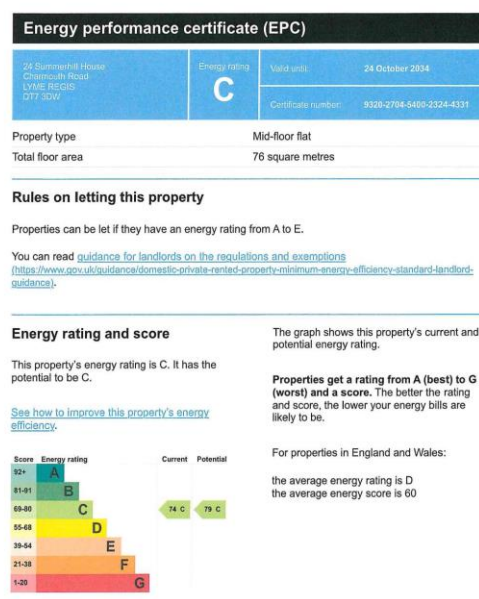 Energy performance certificate (EPC)
24 Summerhill House
Charmouth Road
LYME REGIS
DT7 3DW
Energy rating
C
Valid until:
24 October 2034
Certificate number:
9320-2704-5400-2324-4331
Property type
Mid-floor flat
Total floor area
76 square metres
Rules on letting this property
Properties can be let if they have an energy rating from A to E.
You can read guidance for landlords on the regulations and exemptions
(https://www.gov.uk/guidance/domestic-private-rented-property-minimum-energy-efficiency-standard-landlord-
guidance).
Energy rating and score
This property's energy rating is C. It has the
potential to be C.
See how to improve this property's energy
efficiency.
Score Energy rating Current Potential
92+ A
81-91 B
69-80 C 74 C 79 C
55-68 D
39-54 E
21-38 F
1-20 G
The graph shows this property's current and
potential energy rating.
Properties get a rating from A (best) to G
(worst) and a score. The better the rating
and score, the lower your energy bills are
likely to be.
For properties in England and Wales:
the average energy rating is D
the average energy score is 60